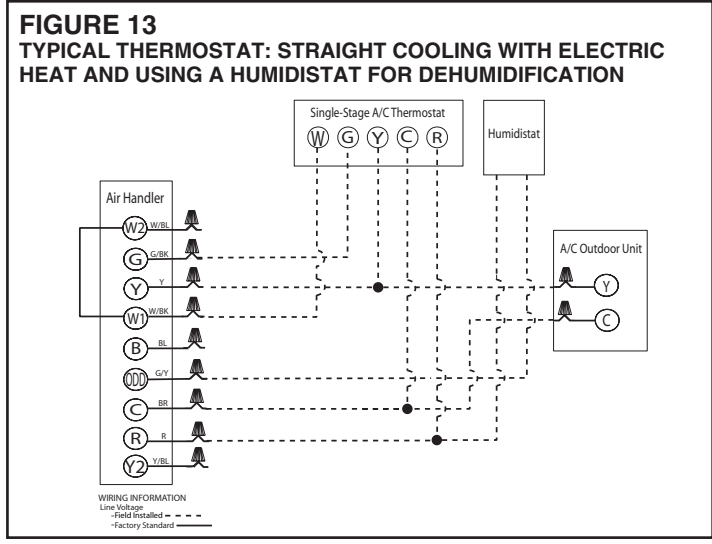 FIGURE 13
TYPICAL THERMOSTAT: STRAIGHT COOLING WITH ELECTRIC
HEAT AND USING A HUMIDISTAT FOR DEHUMIDIFICATION
Single-Stage A/C Thermostat
W G Y C R
Humidistat
Air Handler
W2 W/BL
G G/BK
Y Y
W1 W/BK
B BL
ODD G/Y
C BR
R R
Y2 Y/BL
A/C Outdoor Unit
Y
C
WIRING INFORMATION
Line Voltage
-Field Installed
-Factory Standard